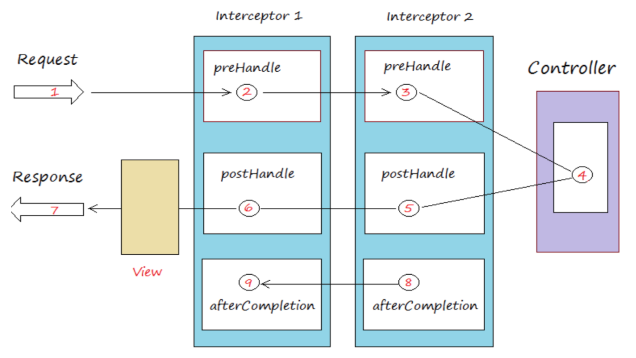 Interceptor 1
Interceptor 2
Request
preHandle
preHandle
Controller
1
2
3
4
Response
postHandle
postHandle
7
6
5
View
9
8
afterCompletion
afterCompletion